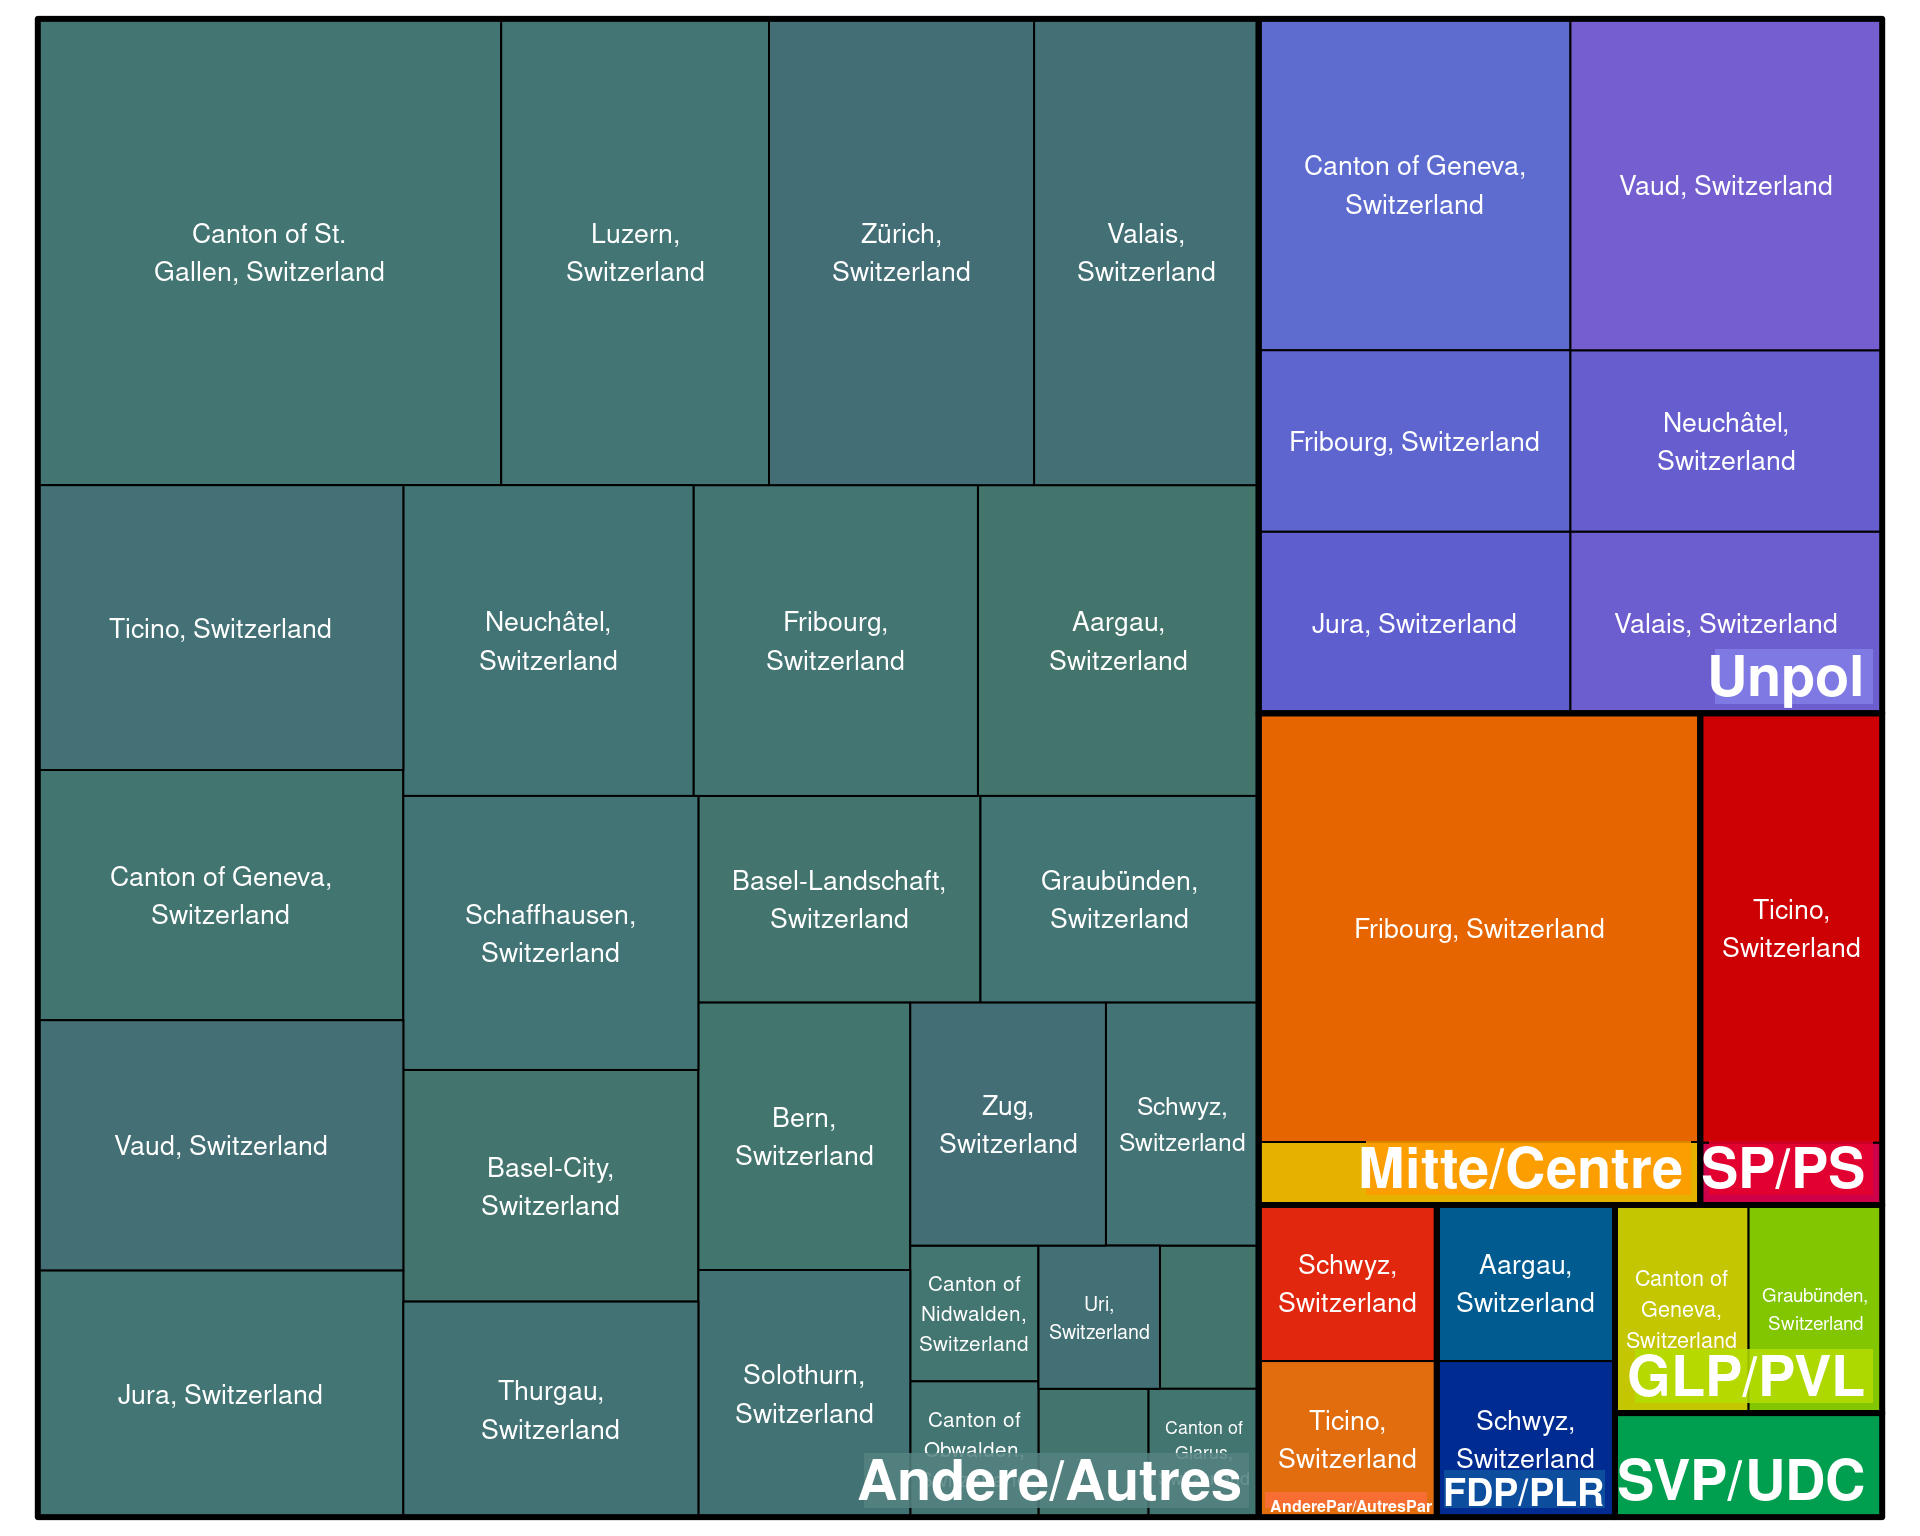 Canton of St.
Gallen, Switzerland
Luzern,
Switzerland
Zürich,
Switzerland
Valais,
Switzerland
Ticino, Switzerland
Neuchâtel,
Switzerland
Fribourg,
Switzerland
Aargau,
Switzerland
Canton of Geneva,
Switzerland
Schaffhausen,
Switzerland
Basel-Landschaft,
Switzerland
Graubünden,
Switzerland
Vaud, Switzerland
Basel-City,
Switzerland
Bern,
Switzerland
Zug,
Switzerland
Schwyz,
Switzerland
Jura, Switzerland
Thurgau,
Switzerland
Solothurn,
Switzerland
Canton of
Nidwalden,
Switzerland
Uri,
Switzerland
Canton of
Obwalden,
Canton of
Glarus,
Andere/Autres
Canton of Geneva,
Switzerland
Vaud, Switzerland
Fribourg, Switzerland
Neuchâtel,
Switzerland
Jura, Switzerland
Valais, Switzerland
Unpol
Fribourg, Switzerland
Mitte/Centre
Ticino,
Switzerland
SP/PS
Schwyz,
Switzerland
Ticino,
Switzerland
AnderePar/AutresPar
Aargau,
Switzerland
Schwyz,
Switzerland
FDP/PLR
Canton of
Geneva,
Switzerland
Graubünden,
Switzerland
GLP/PVL
SVP/UDC